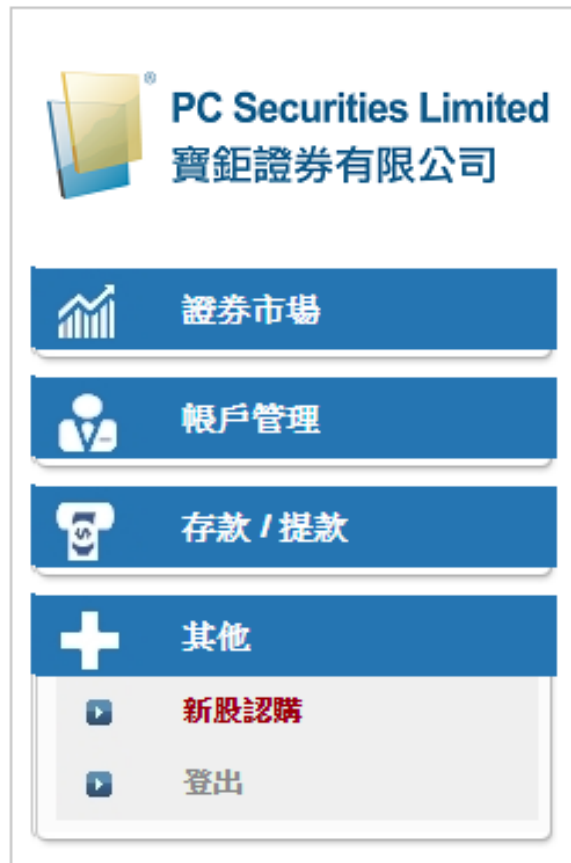 PC Securities Limited
寶鉅證券有限公司
證券市場
帳戶管理
存款 / 提款
其他
新股認購
登出